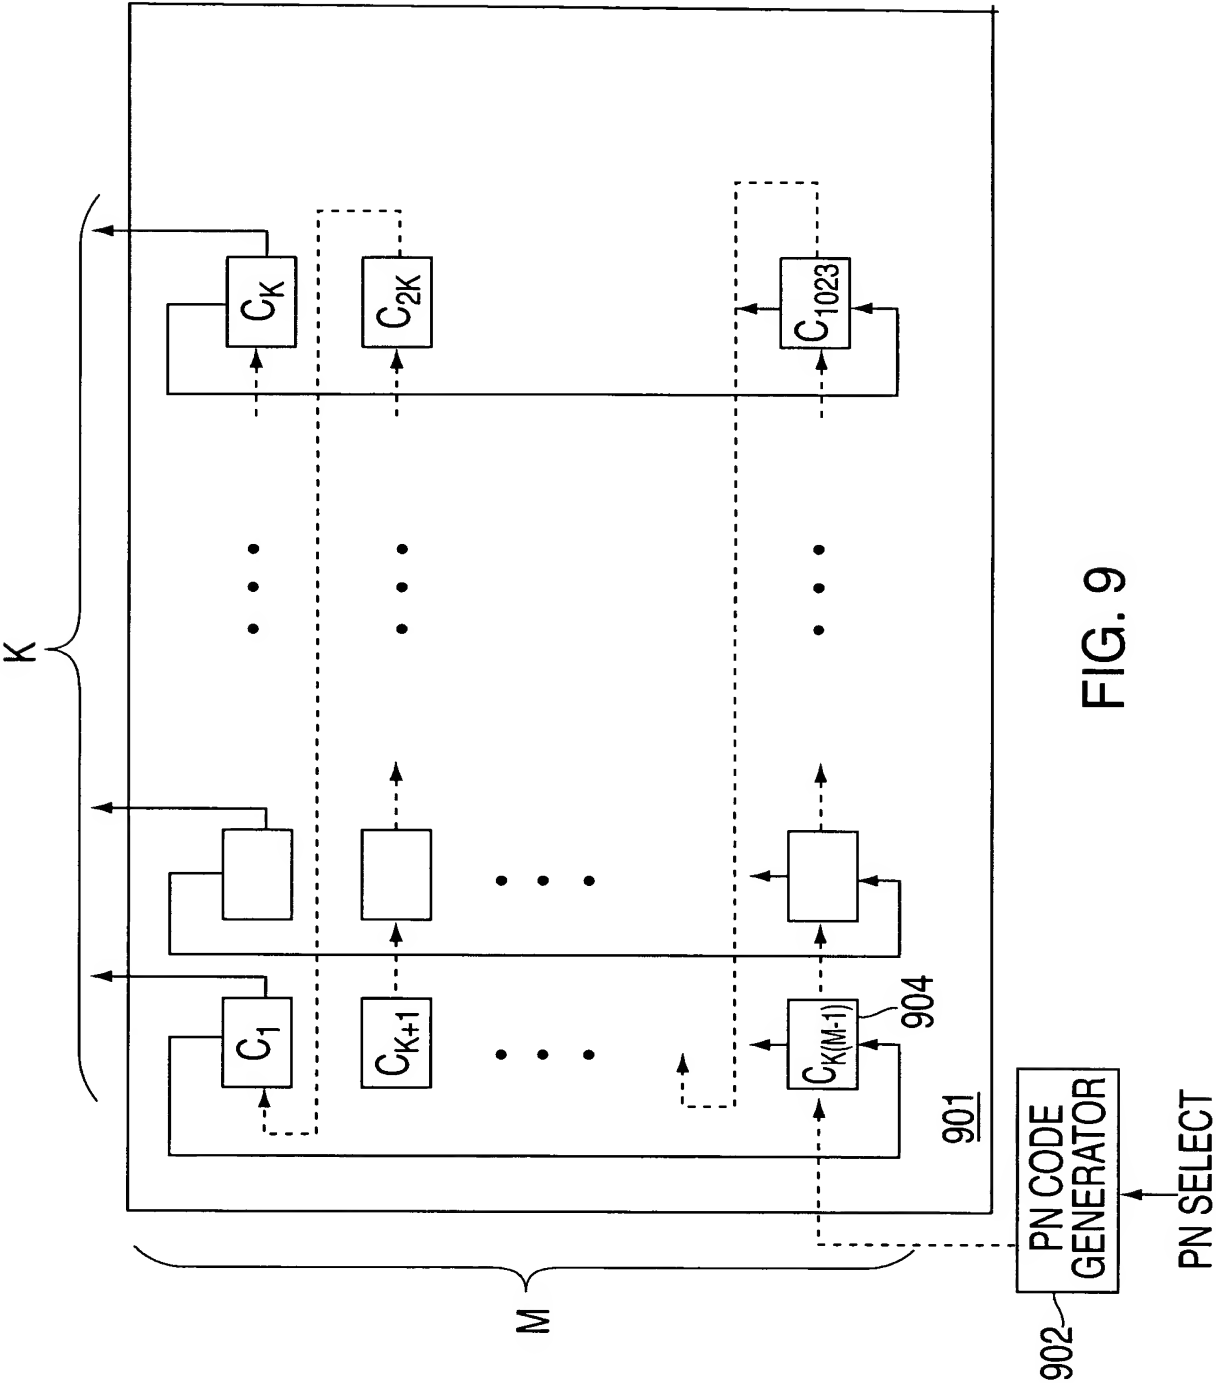 K
C1
CK
CK+1
C2K
M
CK(M-1)
C1023
904
901
PN CODE
GENERATOR
902
PN SELECT
FIG. 9